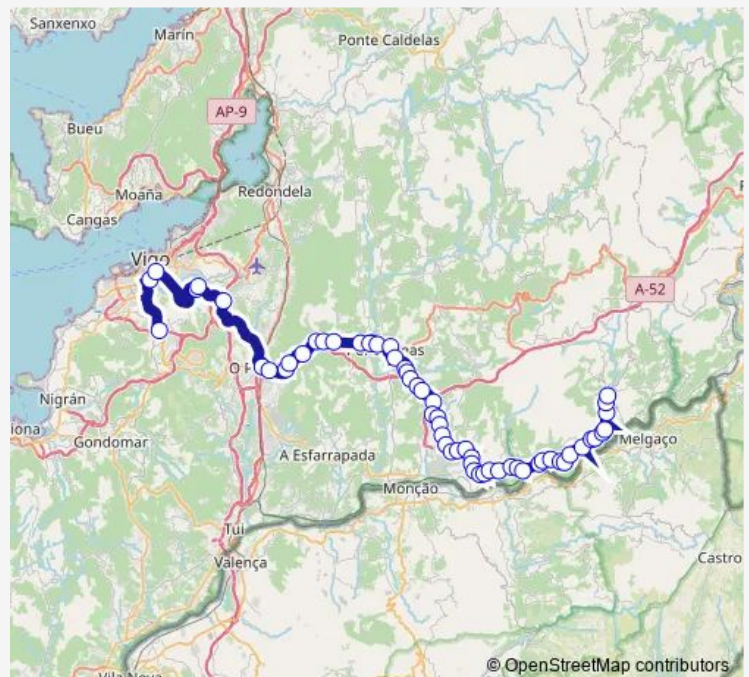 Sanxenxo
Marín
Ponte Caldelas
AP-9
Bueu
Moaña
Redondela
Cangas
Vigo
A-52
Nigrán
Gondomar
A Esfarrapada
Melgaço
Monção
Tui
Valença
Castro
© OpenStreetMap contributors